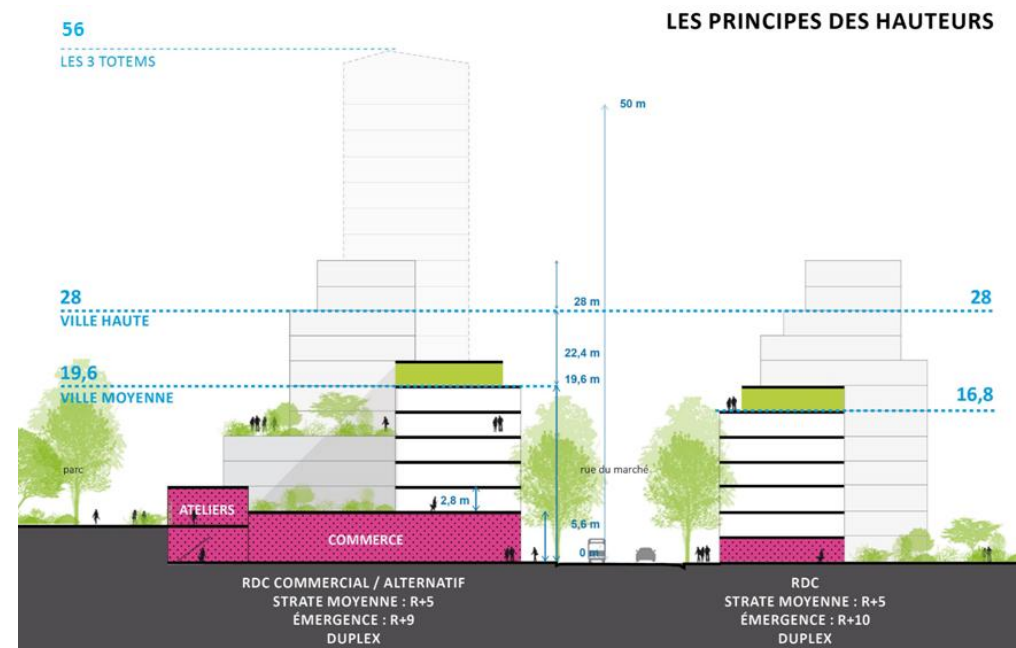 LES PRINCIPES DES HAUTEURS
56
LES 3 TOTEMS
50 m
28
VILLE HAUTE
28 m
28
22,4 m
19,6
VILLE MOYENNE
19,6 m
16,8
parc
rue du marché
ATELIERS
2,8 m
5,6 m
COMMERCE
0 m
RDC COMMERCIAL / ALTERNATIF
STRATE MOYENNE : R+5
ÉMERGENCE : R+9
DUPLEX
RDC
STRATE MOYENNE : R+5
ÉMERGENCE : R+10
DUPLEX